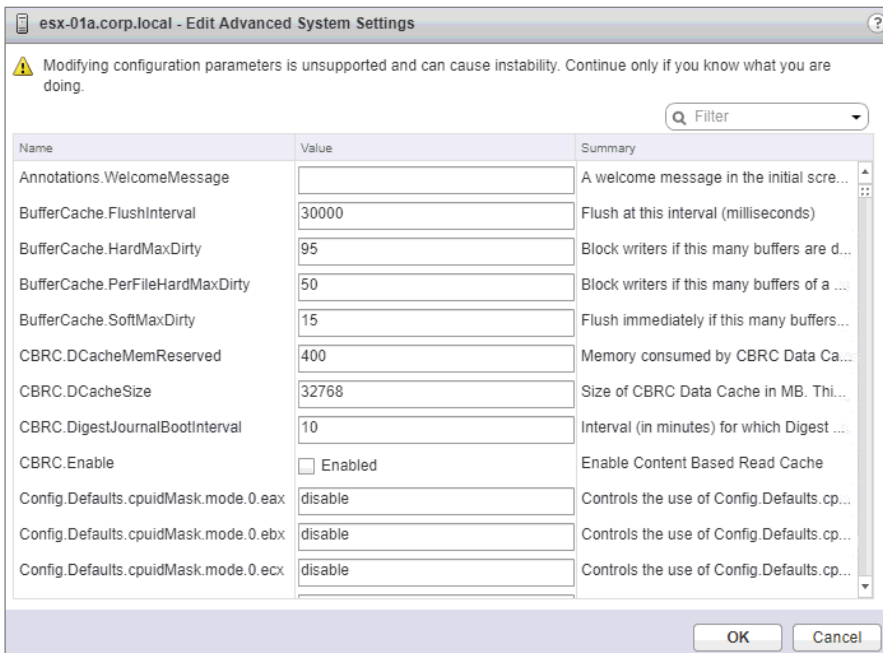 esx-01a.corp.local - Edit Advanced System Settings
?
Modifying configuration parameters is unsupported and can cause instability. Continue only if you know what you are
doing.
Filter
Name Value Summary
Annotations.WelcomeMessage A welcome message in the initial scre...
BufferCache.FlushInterval 30000 Flush at this interval (milliseconds)
BufferCache.HardMaxDirty 95 Block writers if this many buffers are d...
BufferCache.PerFileHardMaxDirty 50 Block writers if this many buffers of a ...
BufferCache.SoftMaxDirty 15 Flush immediately if this many buffers...
CBRC.DCacheMemReserved 400 Memory consumed by CBRC Data Ca...
CBRC.DCacheSize 32768 Size of CBRC Data Cache in MB. Thi...
CBRC.DigestJournalBootInterval 10 Interval (in minutes) for which Digest ...
CBRC.Enable Enabled Enable Content Based Read Cache
Config.Defaults.cpuidMask.mode.0.eax disable Controls the use of Config.Defaults.cp...
Config.Defaults.cpuidMask.mode.0.ebx disable Controls the use of Config.Defaults.cp...
Config.Defaults.cpuidMask.mode.0.ecx disable Controls the use of Config.Defaults.cp...
OK Cancel